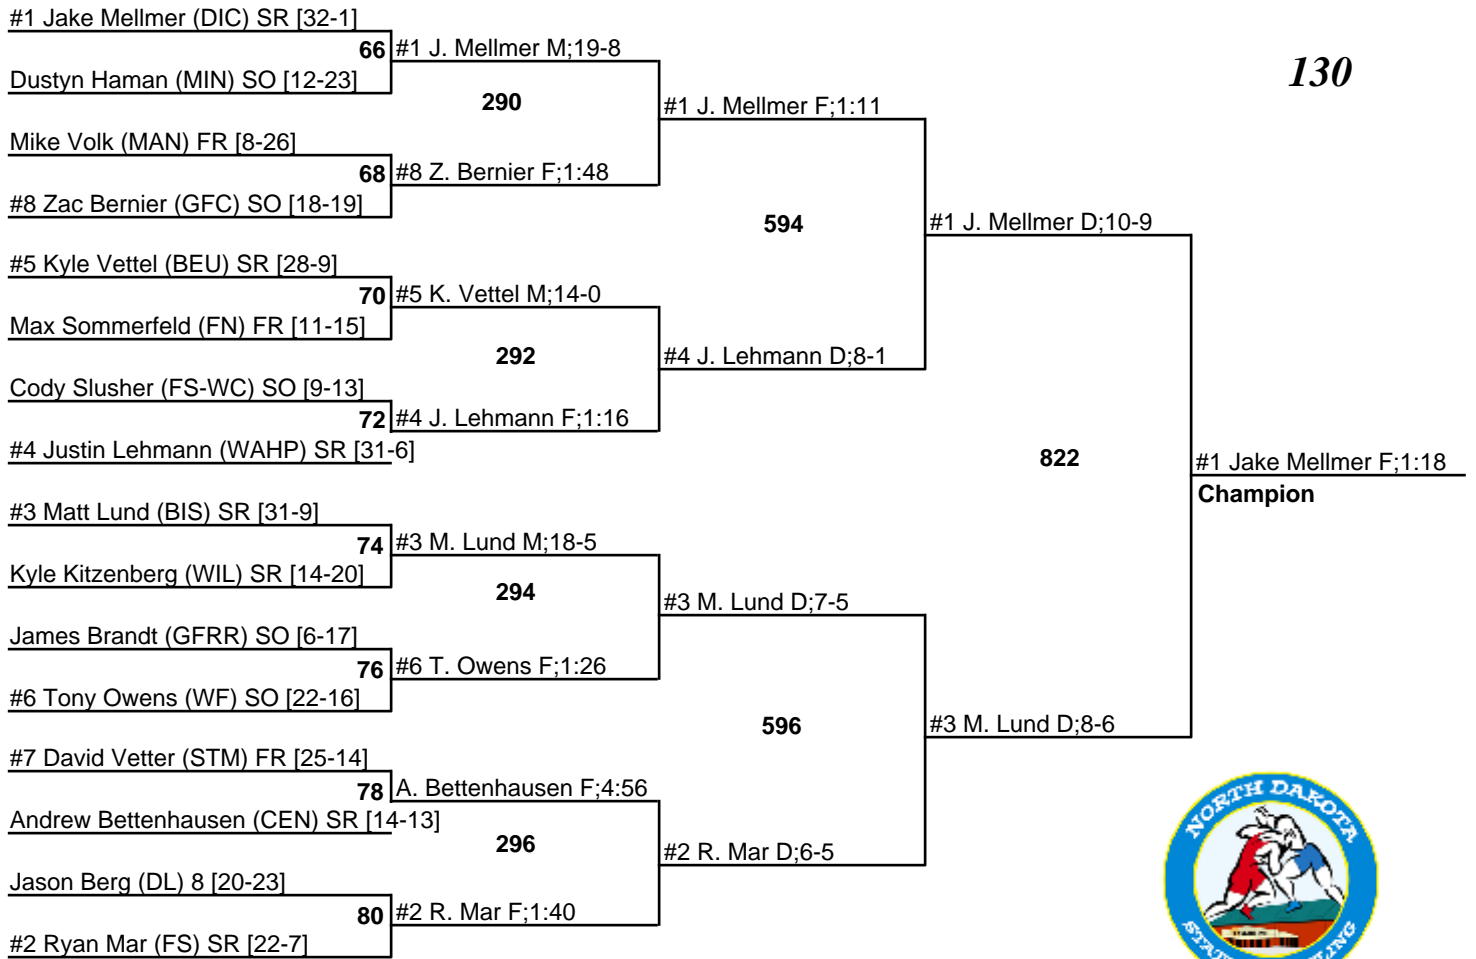 #1 Jake Mellmer (DIC) SR [32-1]
66 #1 J. Mellmer M;19-8
130
Dustyn Haman (MIN) SO [12-23]
290
#1 J. Mellmer F;1:11
Mike Volk (MAN) FR [8-26]
68 #8 Z. Bernier F;1:48
#8 Zac Bernier (GFC) SO [18-19]
594
#1 J. Mellmer D;10-9
#5 Kyle Vettel (BEU) SR [28-9]
70 #5 K. Vettel M;14-0
Max Sommerfeld (FN) FR [11-15]
292
#4 J. Lehmann D;8-1
Cody Slusher (FS-WC) SO [9-13]
72 #4 J. Lehmann F;1:16
#4 Justin Lehmann (WAHP) SR [31-6]
822
#1 Jake Mellmer F;1:18
Champion
#3 Matt Lund (BIS) SR [31-9]
74 #3 M. Lund M;18-5
Kyle Kitzenberg (WIL) SR [14-20]
294
#3 M. Lund D;7-5
James Brandt (GFRR) SO [6-17]
76 #6 T. Owens F;1:26
#6 Tony Owens (WF) SO [22-16]
596
#3 M. Lund D;8-6
#7 David Vetter (STM) FR [25-14]
78 A. Bettenhausen F;4:56
Andrew Bettenhausen (CEN) SR [14-13]
296
#2 R. Mar D;6-5
Jason Berg (DL) 8 [20-23]
80 #2 R. Mar F;1:40
#2 Ryan Mar (FS) SR [22-7]
NORTH DAKOTA